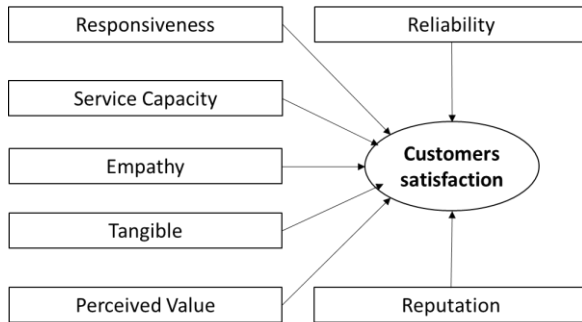 Responsiveness
Reliability
Service Capacity
Empathy
Customers
satisfaction
Tangible
Perceived Value
Reputation